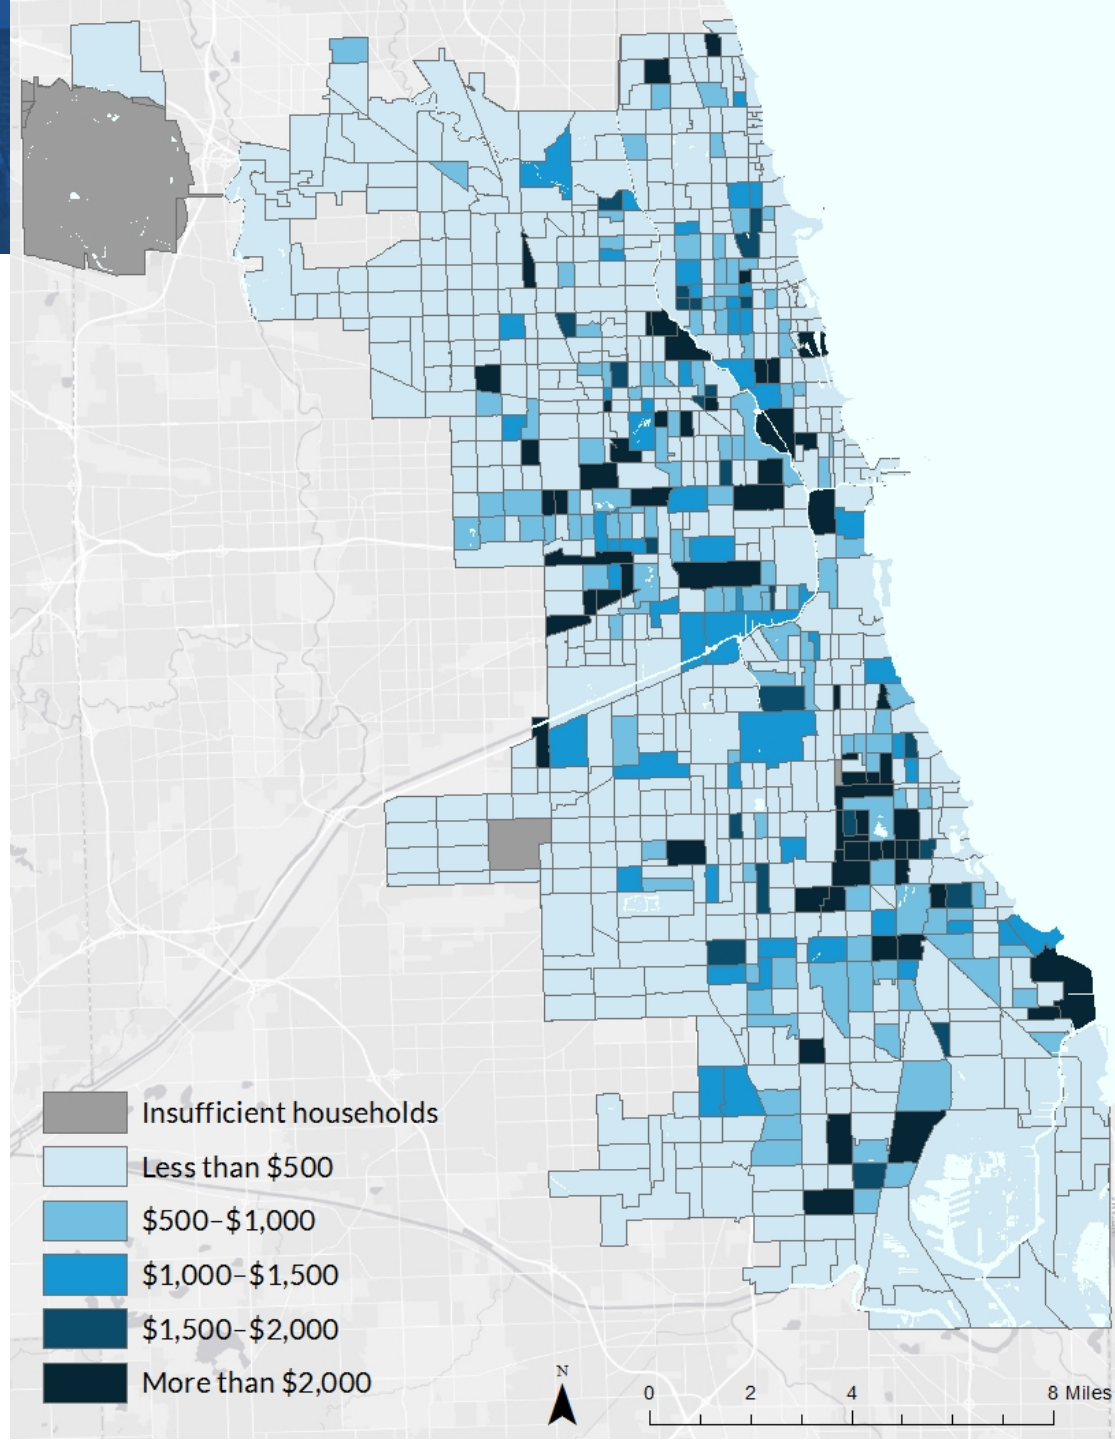 Insufficient households
Less than $500
$500–$1,000
$1,000–$1,500
$1,500–$2,000
More than $2,000
N
0 2 4 8 Miles